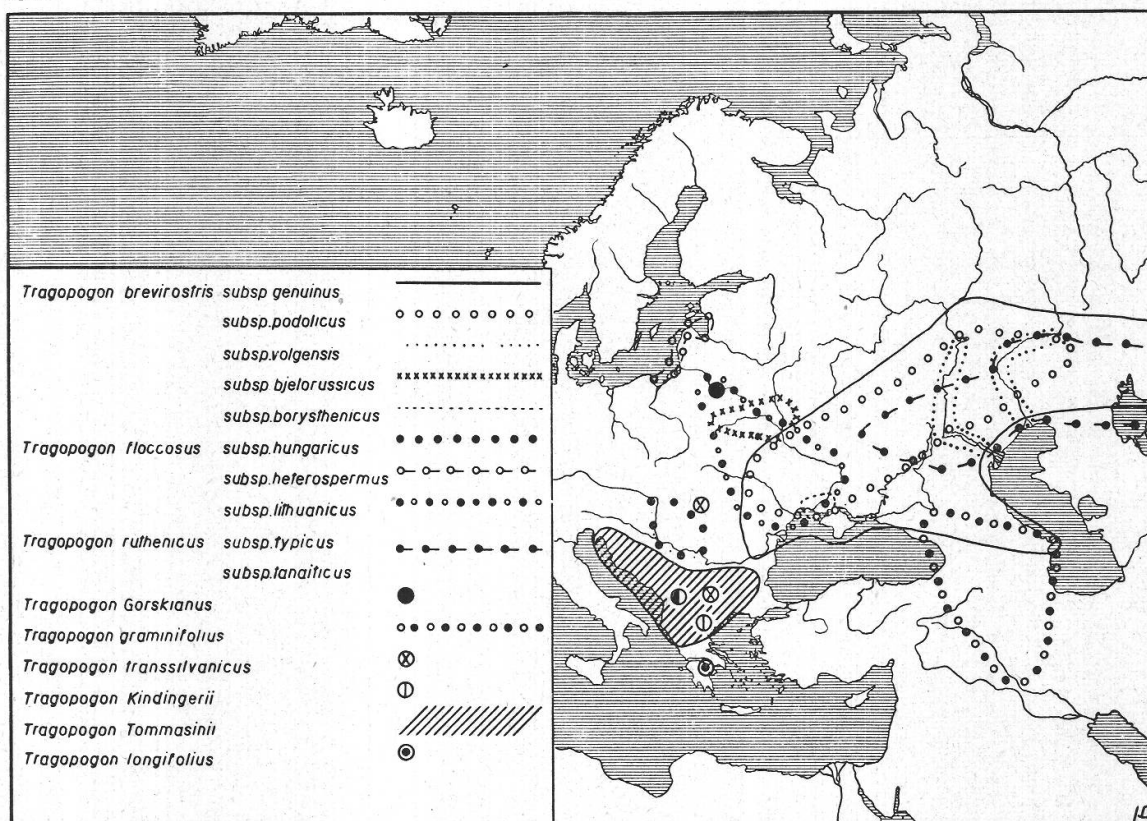 Tragopogon brevirostris subsp genuinus
subsp.podolicus
subsp.volgensis
subsp bjelorussicus
subsp.borysthenicus
Tragopogon floccosus subsp.hungaricus
subsp.heterospermus
subsp.lithuanicus
Tragopogon ruthenicus subsp.typicus
subsp.tanaiticus
Tragopogon Gorskianus
Tragopogon graminifolius
Tragopogon transsilvanicus
Tragopogon Kindingerii
Tragopogon Tommasinii
Tragopogon longifolius